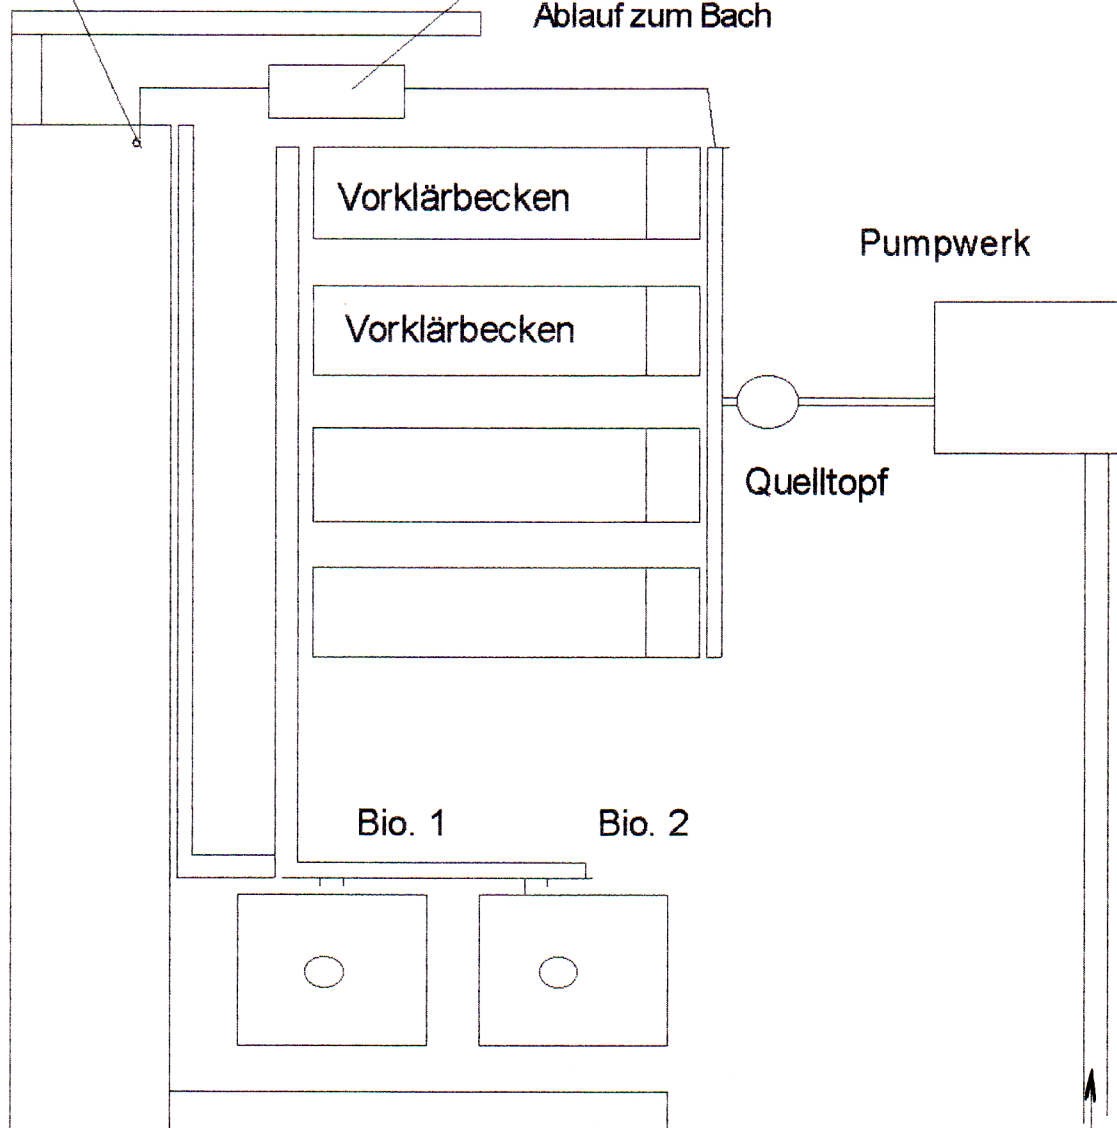 Ablauf zum Bach
Vorklärbecken
Pumpwerk
Vorklärbecken
Quelltopf
Bio. 1
Bio. 2